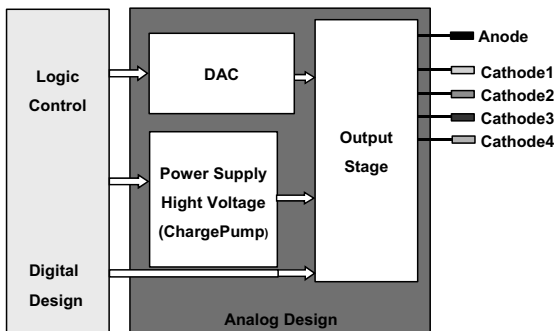 Logic
Control
Digital
Design
DAC
Power Supply
Hight Voltage
(ChargePump)
Output
Stage
Analog Design
Anode
Cathode1
Cathode2
Cathode3
Cathode4